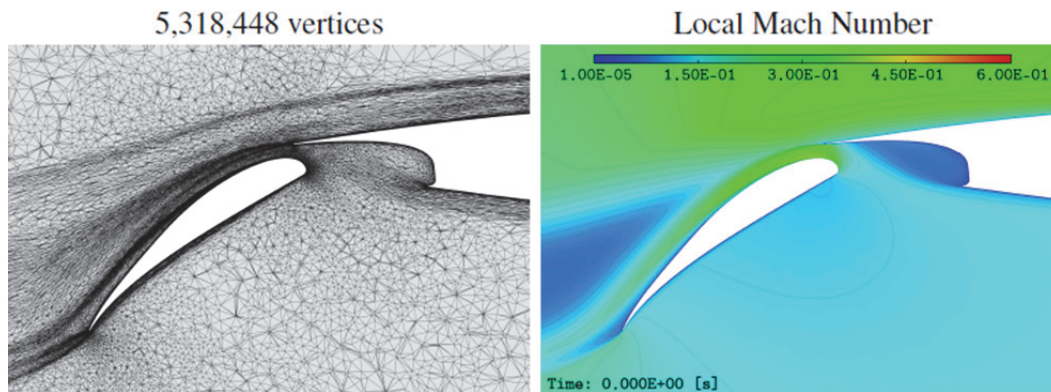 5,318,448 vertices
Local Mach Number
1.00E-05 1.50E-01 3.00E-01 4.50E-01 6.00E-01
Time: 0.000E+00 [s]